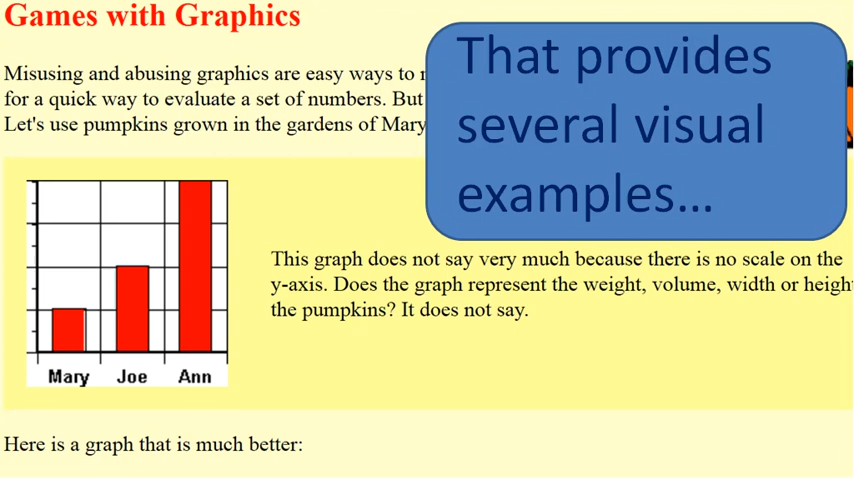 Games with Graphics
Misusing and abusing graphics are easy ways to
for a quick way to evaluate a set of numbers. But
Let's use pumpkins grown in the gardens of Mary
That provides
several visual
examples...
This graph does not say very much because there is no scale on the
y-axis. Does the graph represent the weight, volume, width or height
the pumpkins? It does not say.
Mary Joe Ann
Here is a graph that is much better: